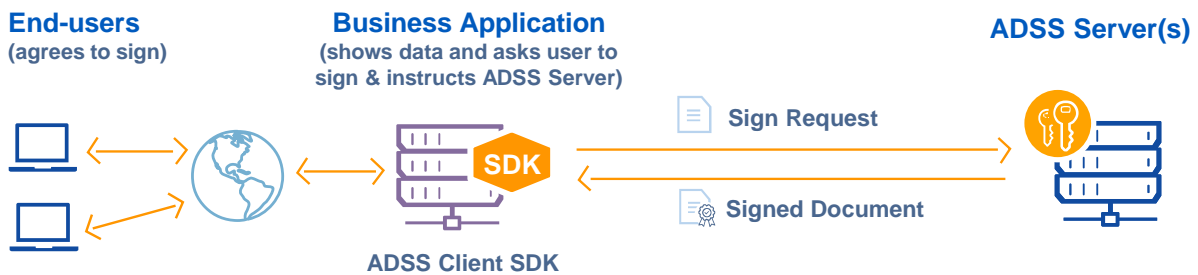 End-users
(agrees to sign)
Business Application
(shows data and asks user to
sign & instructs ADSS Server)
ADSS Server(s)
Sign Request
SDK
Signed Document
ADSS Client SDK